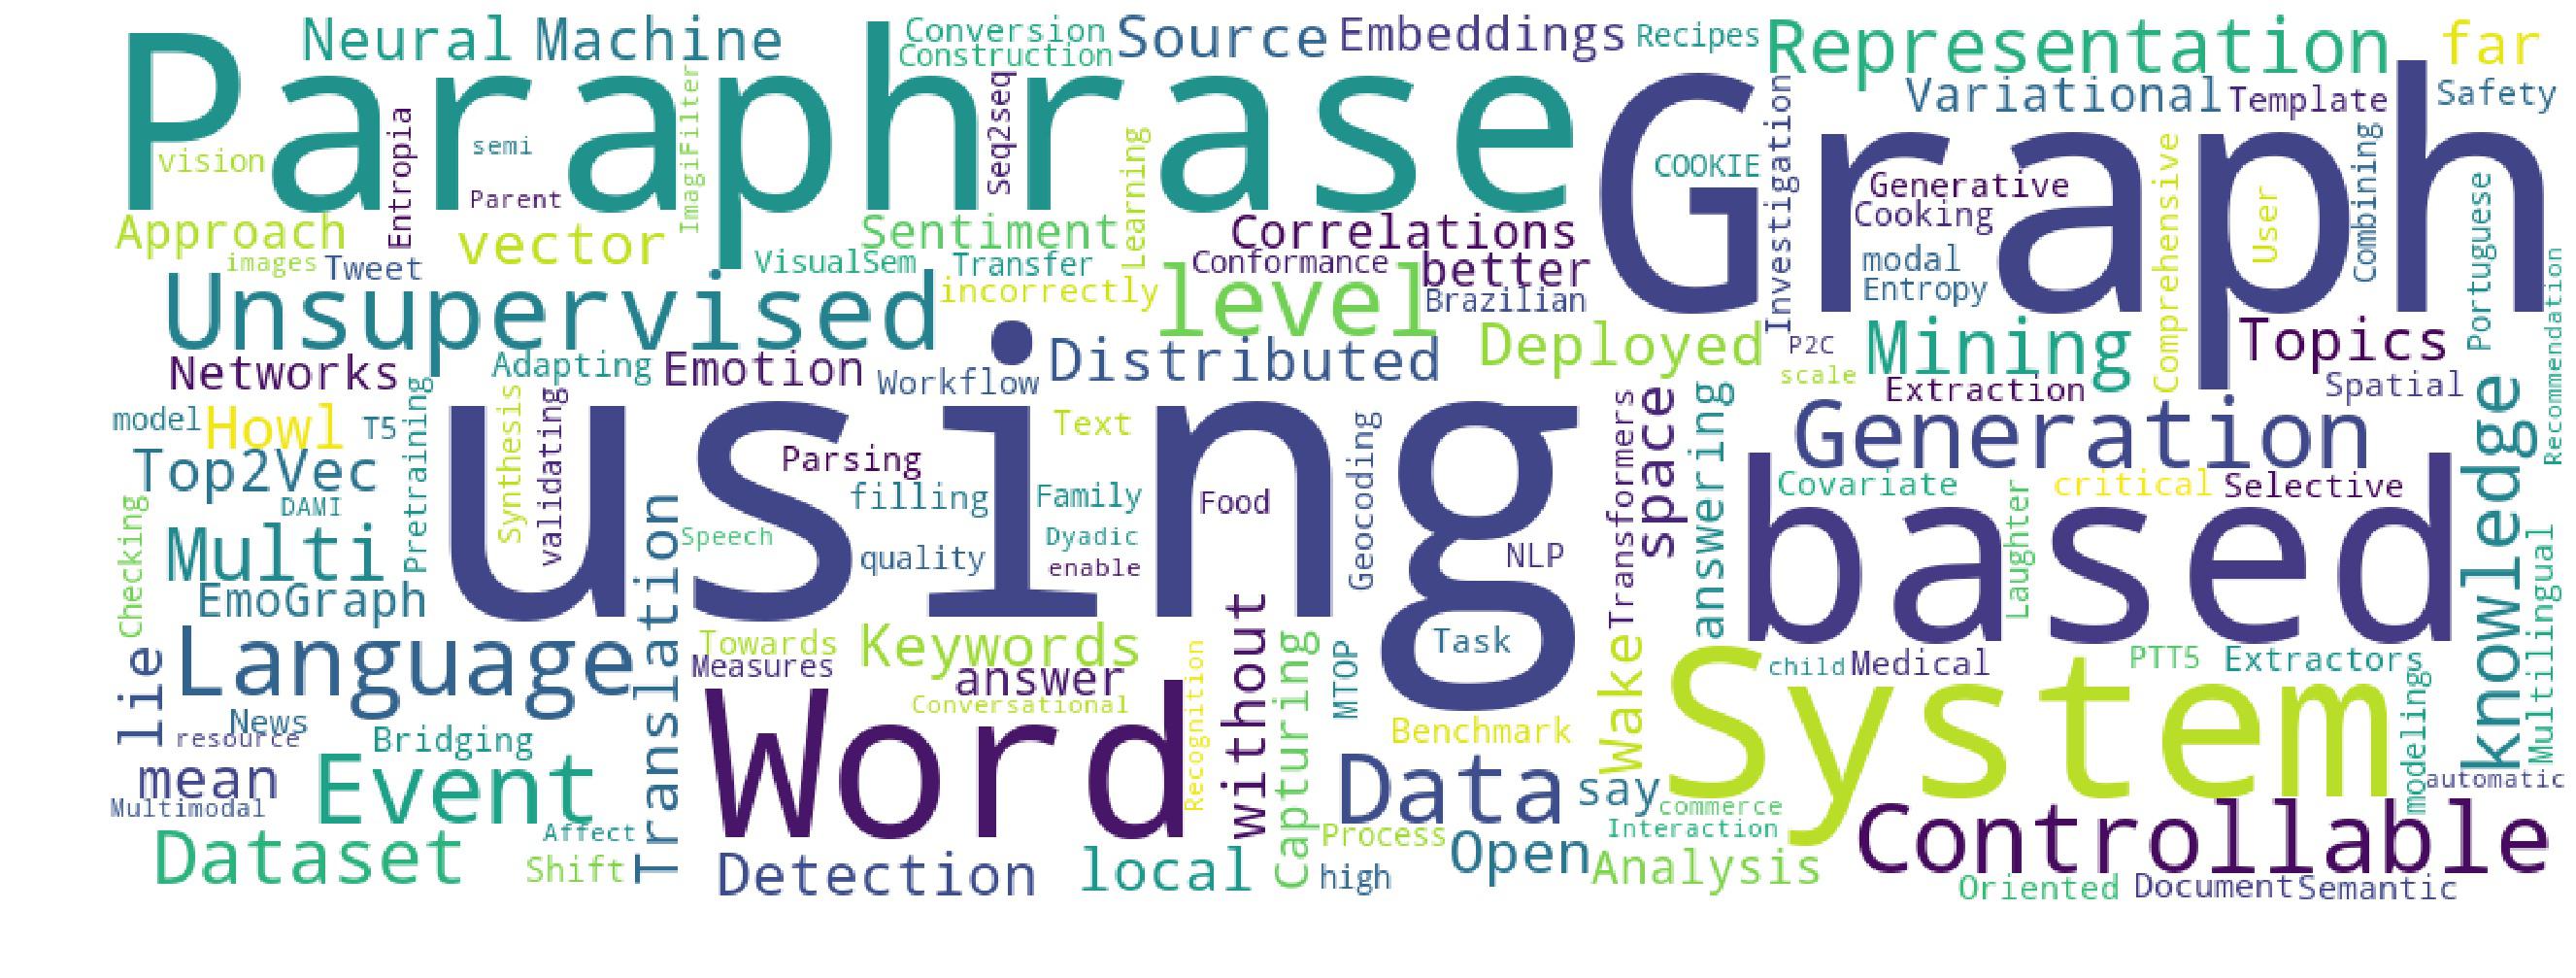 Neural
Machine
Conversion
Construction
Source
Embeddings
Recipes
Representation
far
Paraphrase
Graph
Variational
Template
Safety
vision
Entropia
semi
Parent
ImagiFilter
Seq2seq
Learning
COOKIE
Investigation
Generative
Cooking
Comprehensive
User
Combining
Portuguese
Recommendation
Approach
images
Tweet
vector
Sentiment
VisualSem
Transfer
Correlations
Conformance
better
modal
Entropy
Unsupervised
incorrectly
level
Brazilian
Deployed
P2C
scale
Mining
Topics
Networks
Adapting
Emotion
Workflow
Distributed
Extraction
Spatial
model
Howl
T5
Pretraining
Synthesis
validating
using
Text
Geocoding
Transformers
space
answering
Generation
knowledge
Top2Vec
DAMI
Parsing
filling
Family
Food
Covariate
critical
Selective
based
Laughter
Checking
Multi
EmoGraph
Speech
quality
Dyadic
enable
NLP
Multilingual
Language
Translation
Towards
Measures
Keywords
answer
Conversational
Recognition
without
Capturing
MTOP
Task
Wake
child
Medical
PTT5
Extractors
System
modeling
automatic
lie
News
resource
Bridging
Word
Benchmark
mean
Multimodal
Event
Data
say
commerce
Interaction
Controllable
Dataset
Affect
Shift
Detection
local
Process
high
Open
Analysis
Oriented
Document
Semantic